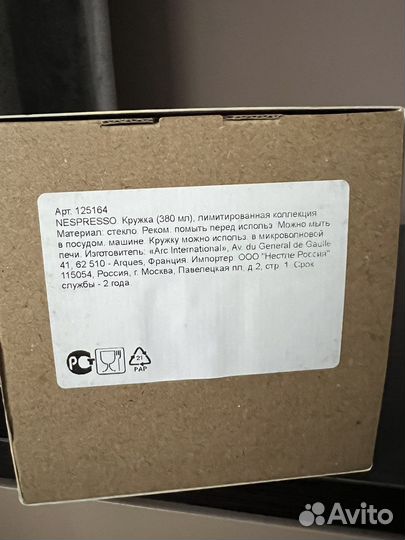 Арт. 125164
NESPRESSO. Кружка (380 мл), лимитированная коллекция
Материал: стекло. Реком. помыть перед использ. Можно мыть
в посудом. машине. Кружку можно использ. в микроволновой
печи. Изготовитель: «Arc International», Av. du General de Gaulle
41, 62 510 - Arques, Франция. Импортер: ООО "Нестле Россия"
115054, Россия, г. Москва, Павелецкая пл. д.2, стр. 1. Срок
службы - 2 года
РСТ
21
PAP
Avito